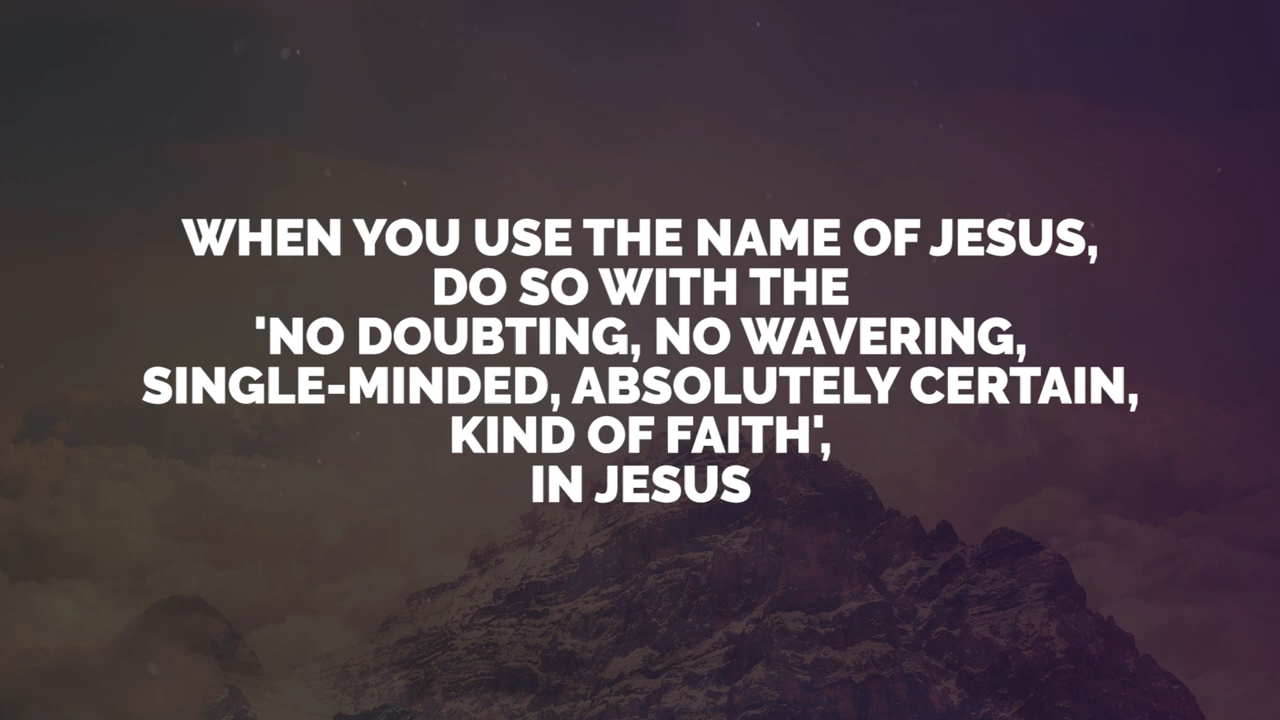 WHEN YOU USE THE NAME OF JESUS,
DO SO WITH THE
'NO DOUBTING, NO WAVERING,
SINGLE-MINDED, ABSOLUTELY CERTAIN,
KIND OF FAITH',
IN JESUS